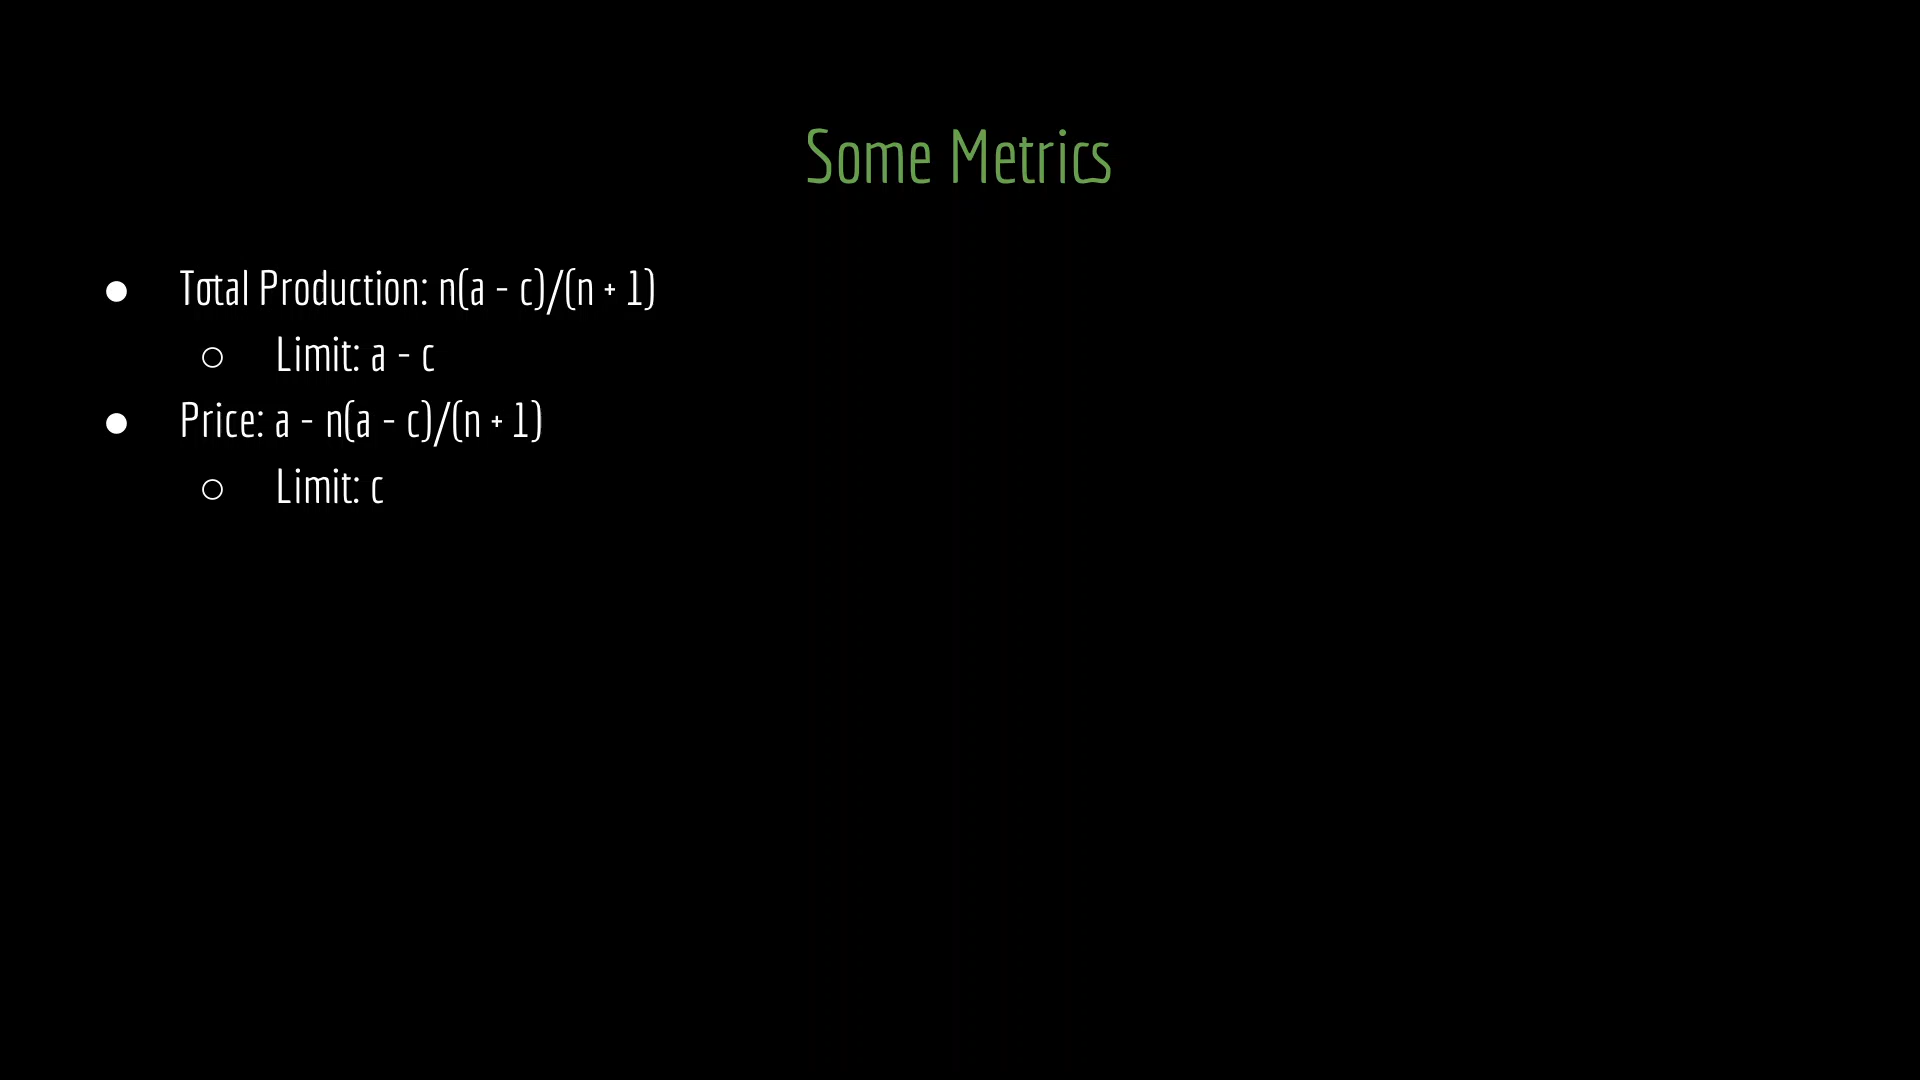 Some Metrics
● Total Production: n(a - c)/(n + 1)
○ Limit: a - c
● Price: a - n(a - c)/(n + 1)
○ Limit: c